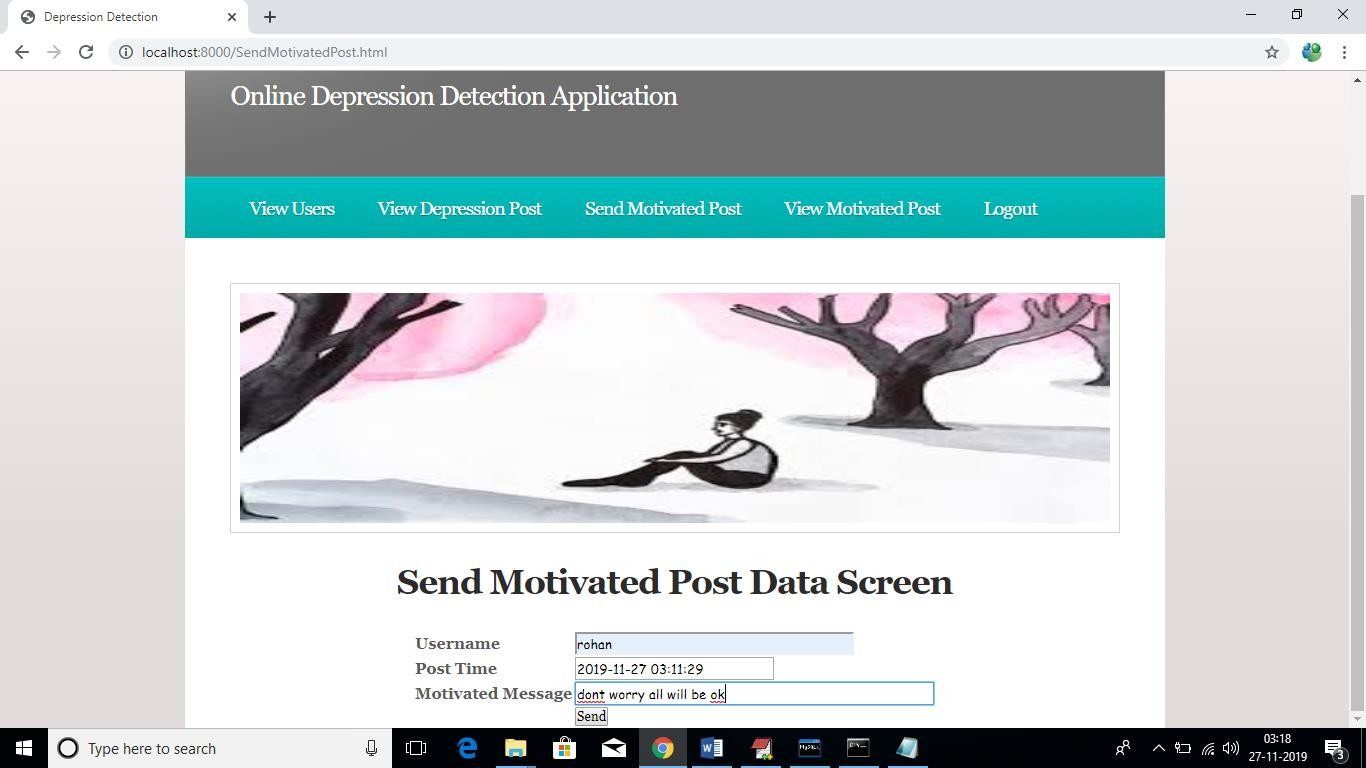 Depression Detection
localhost:8000/SendMotivatedPost.html
Online Depression Detection Application
View Users View Depression Post Send Motivated Post View Motivated Post Logout
Send Motivated Post Data Screen
Username rohan
Post Time 2019-11-27 03:11:29
Motivated Message dont worry all will be ok
Send
Type here to search
03:18
27-11-2019
3